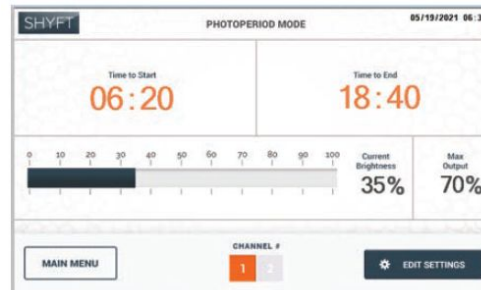 SHYFT
PHOTOPERIOD MODE
05/19/2021 06:3
Time to Start
06:20
Time to End
18:40
0 10 20 30 40 50 60 70 80 90 100
Current
Brightness
35%
Max
Output
70%
MAIN MENU
CHANNEL #
1 2
EDIT SETTINGS